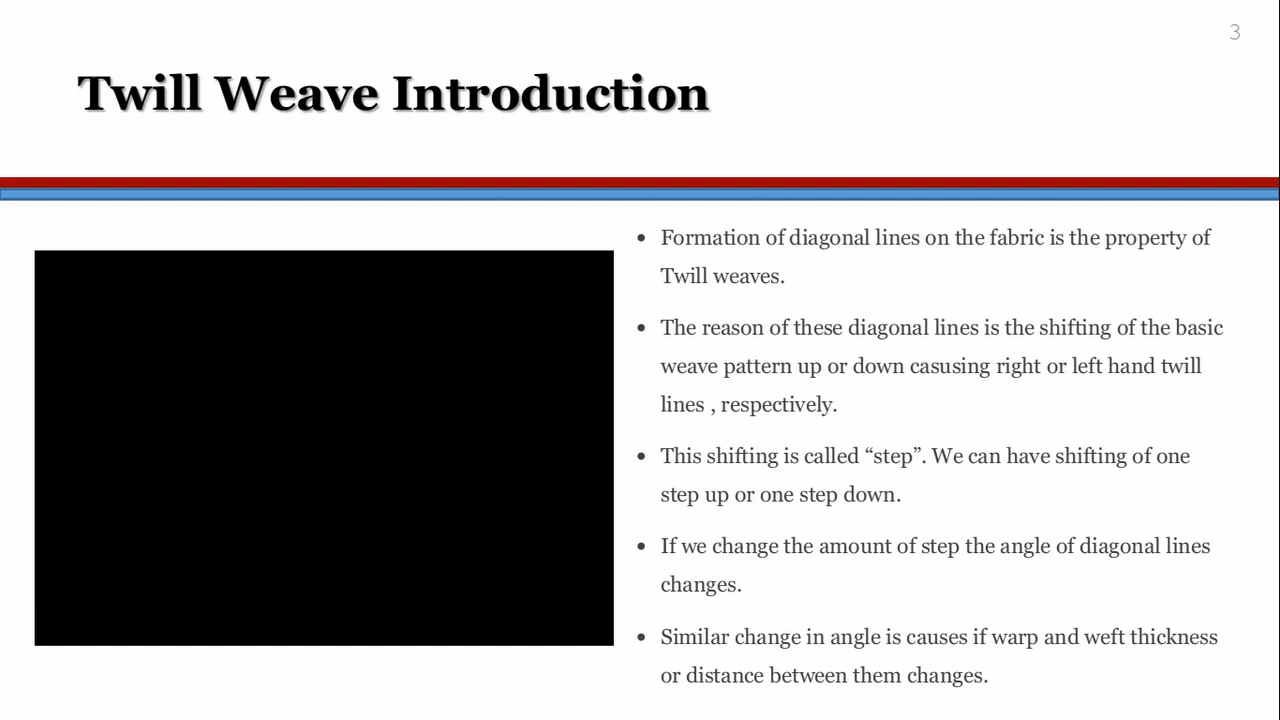 3
Twill Weave Introduction
• Formation of diagonal lines on the fabric is the property of
Twill weaves.
• The reason of these diagonal lines is the shifting of the basic
weave pattern up or down casusing right or left hand twill
lines , respectively.
• This shifting is called “step”. We can have shifting of one
step up or one step down.
• If we change the amount of step the angle of diagonal lines
changes.
• Similar change in angle is causes if warp and weft thickness
or distance between them changes.